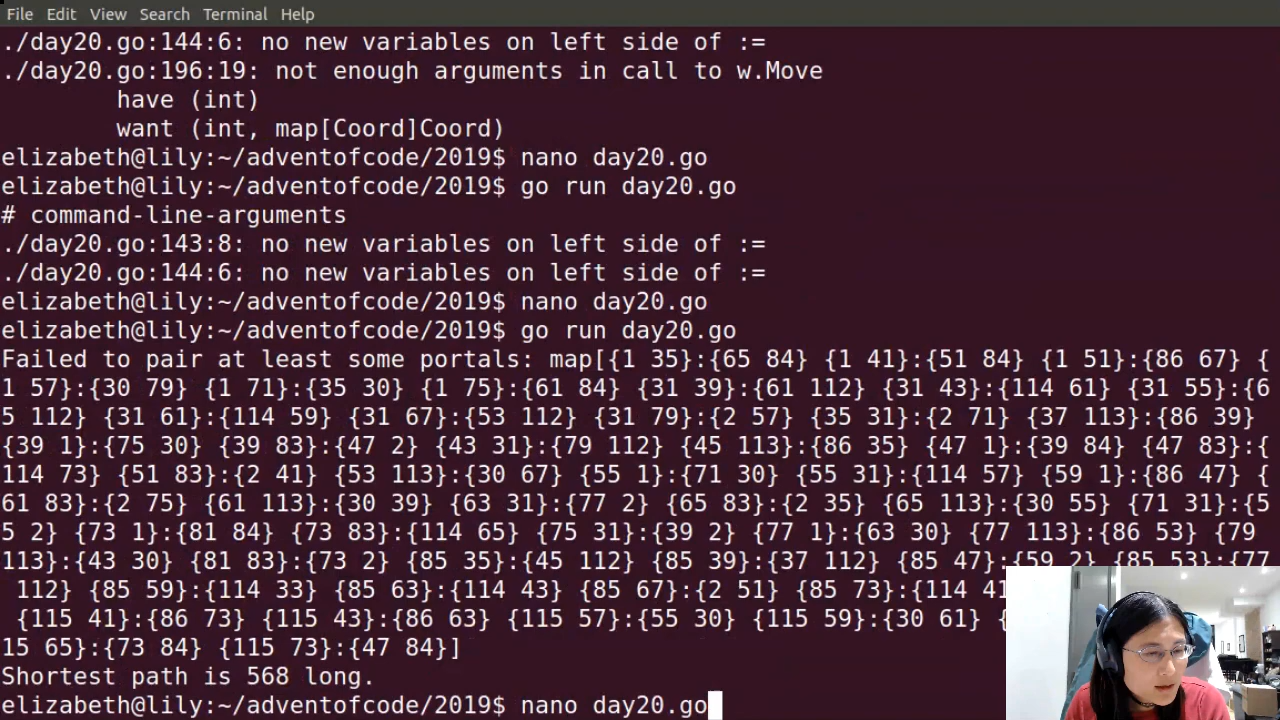 File Edit View Search Terminal Help
./day20.go:144:6: no new variables on left side of :=
./day20.go:196:19: not enough arguments in call to w.Move
have (int)
want (int, map[Coord]Coord)
elizabeth@lily:~/adventofcode/2019$ nano day20.go
elizabeth@lily:~/adventofcode/2019$ go run day20.go
# command-line-arguments
./day20.go:143:8: no new variables on left side of :=
./day20.go:144:6: no new variables on left side of :=
elizabeth@lily:~/adventofcode/2019$ nano day20.go
elizabeth@lily:~/adventofcode/2019$ go run day20.go
Failed to pair at least some portals: map[{1 35}:{65 84} {1 41}:{51 84} {1 51}:{86 67} {
1 57}:{30 79} {1 71}:{35 30} {1 75}:{61 84} {31 39}:{61 112} {31 43}:{114 61} {31 55}:{6
5 112} {31 61}:{114 59} {31 67}:{53 112} {31 79}:{2 57} {35 31}:{2 71} {37 113}:{86 39}
{39 1}:{75 30} {39 83}:{47 2} {43 31}:{79 112} {45 113}:{86 35} {47 1}:{39 84} {47 83}:{
114 73} {51 83}:{2 41} {53 113}:{30 67} {55 1}:{71 30} {55 31}:{114 57} {59 1}:{86 47} {
61 83}:{2 75} {61 113}:{30 39} {63 31}:{77 2} {65 83}:{2 35} {65 113}:{30 55} {71 31}:{5
5 2} {73 1}:{81 84} {73 83}:{114 65} {75 31}:{39 2} {77 1}:{63 30} {77 113}:{86 53} {79
113}:{43 30} {81 83}:{73 2} {85 35}:{45 112} {85 39}:{37 112} {85 47}:{59 2} {85 53}:{77
112} {85 59}:{114 33} {85 63}:{114 43} {85 67}:{2 51} {85 73}:{114 41
{115 41}:{86 73} {115 43}:{86 63} {115 57}:{55 30} {115 59}:{30 61} {
15 65}:{73 84} {115 73}:{47 84}]
Shortest path is 568 long.
elizabeth@lily:~/adventofcode/2019$ nano day20.go